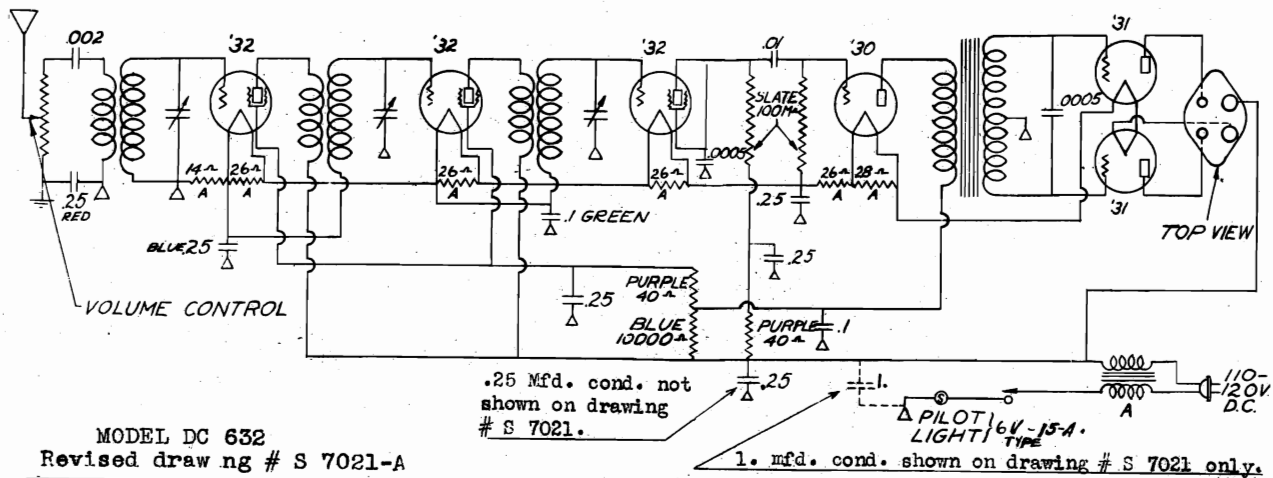 .002
'32
'32
'32
.01
'30
'31
SLATE
100M
.0005
.0005
14Ω
26Ω
A
A
26Ω
A
26Ω
A
26Ω
28Ω
A
A
.25
RED
'31
TOP VIEW
BLUE.25
.1 GREEN
.25
.25
VOLUME CONTROL
.25
PURPLE
40Ω
BLUE
10000Ω
PURPLE
40Ω
.1
.25 Mfd. cond. not
shown on drawing
# S 7021.
.25
1.
A
110-
120V.
D.C.
PILOT
LIGHT
6V-.15-A.
TYPE
MODEL DC 632
Revised draw ng # S 7021-A
1. mfd. cond. shown on drawing # S 7021 only.